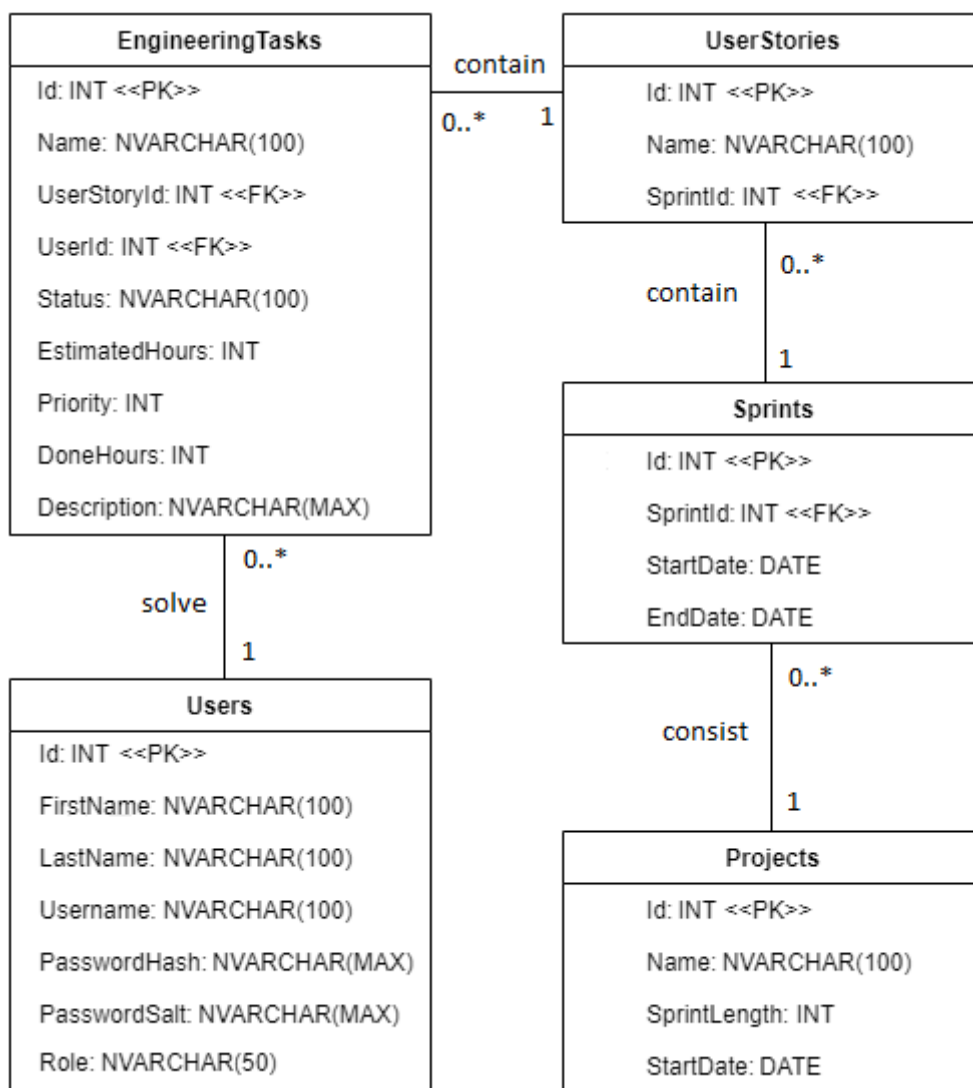 EngineeringTasks
Id: INT <<PK>>
Name: NVARCHAR(100)
UserStoryId: INT <<FK>>
UserId: INT <<FK>>
Status: NVARCHAR(100)
EstimatedHours: INT
Priority: INT
DoneHours: INT
Description: NVARCHAR(MAX)
contain
0..*
1
UserStories
Id: INT <<PK>>
Name: NVARCHAR(100)
SprintId: INT <<FK>>
0..*
contain
1
Sprints
Id: INT <<PK>>
SprintId: INT <<FK>>
StartDate: DATE
EndDate: DATE
0..*
solve
1
Users
Id: INT <<PK>>
FirstName: NVARCHAR(100)
LastName: NVARCHAR(100)
Username: NVARCHAR(100)
PasswordHash: NVARCHAR(MAX)
PasswordSalt: NVARCHAR(MAX)
Role: NVARCHAR(50)
0..*
consist
1
Projects
Id: INT <<PK>>
Name: NVARCHAR(100)
SprintLength: INT
StartDate: DATE